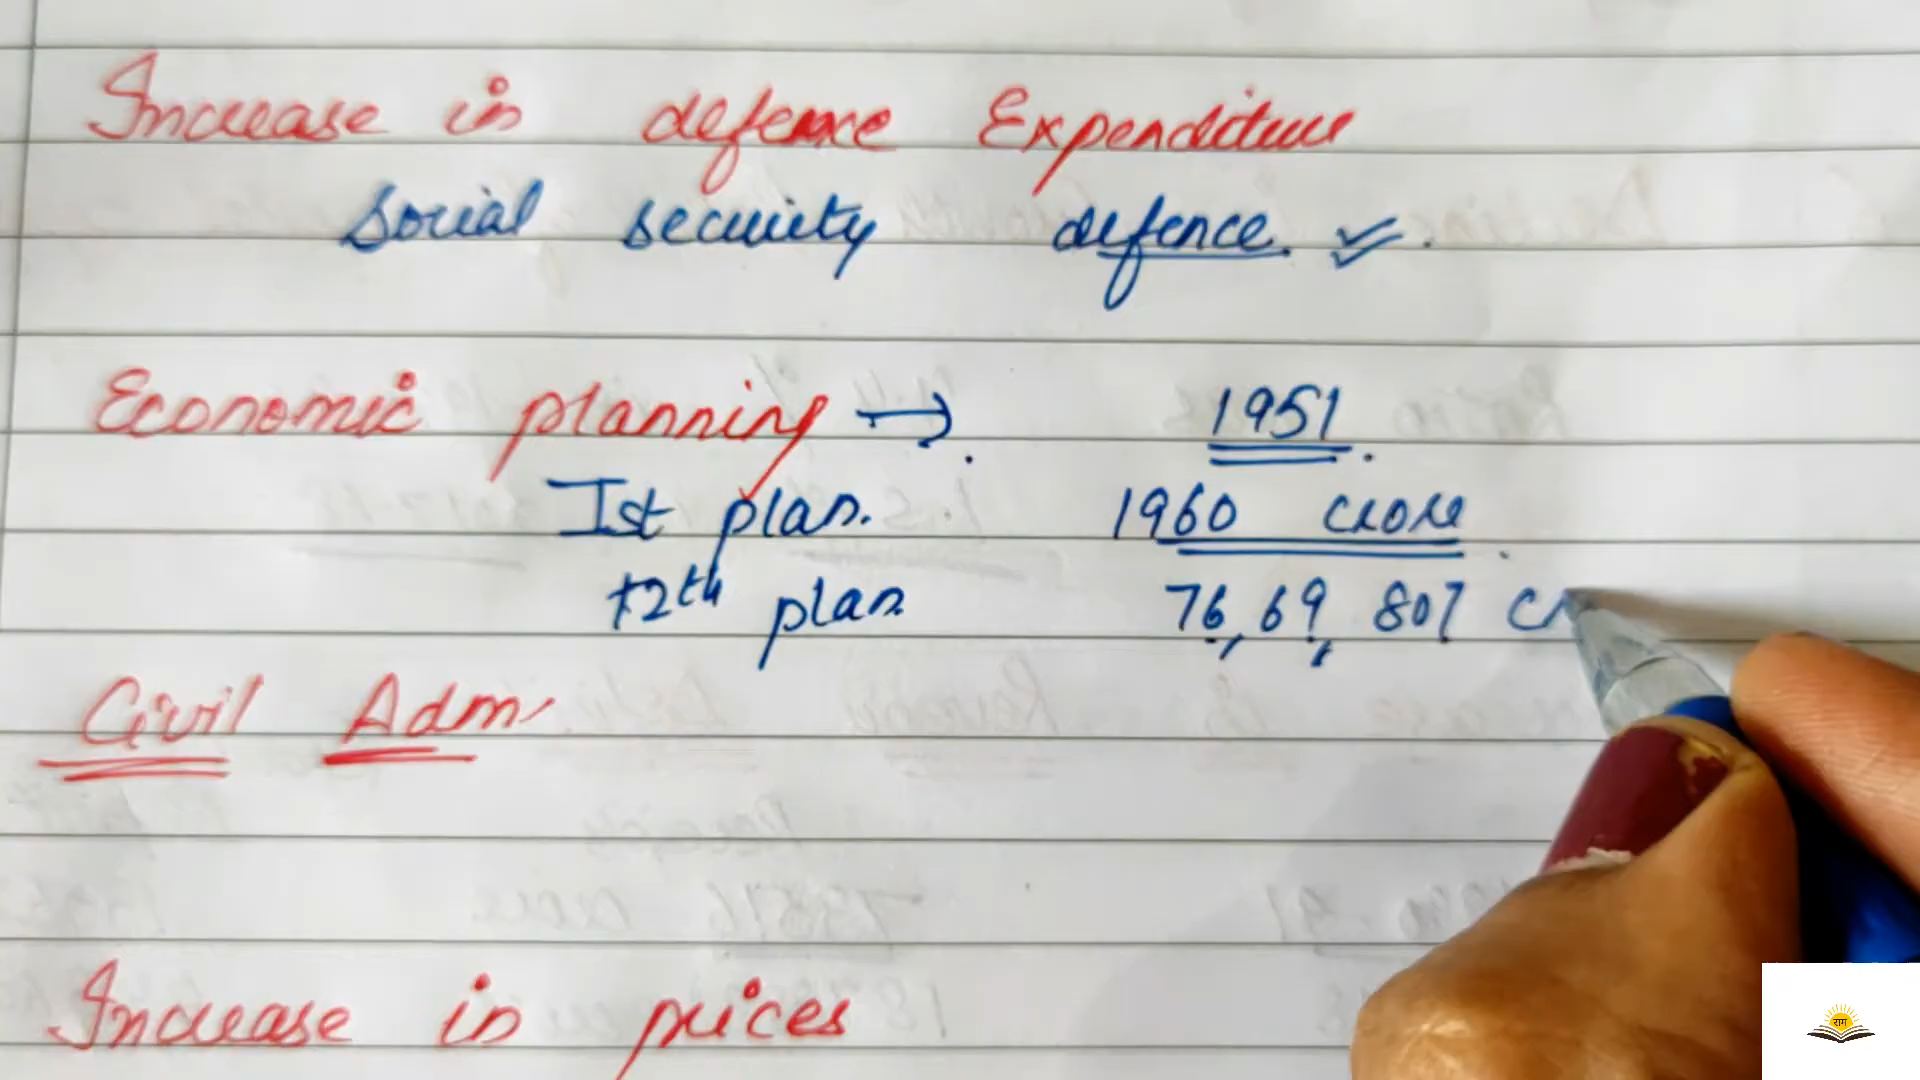 Increase in defence Expenditure
Social security defence.
Economic planning → 1951.
Ist plan. 1960 crore
12th plan 76,69,807 Cr
Civil Adm.
Increase in prices
राम